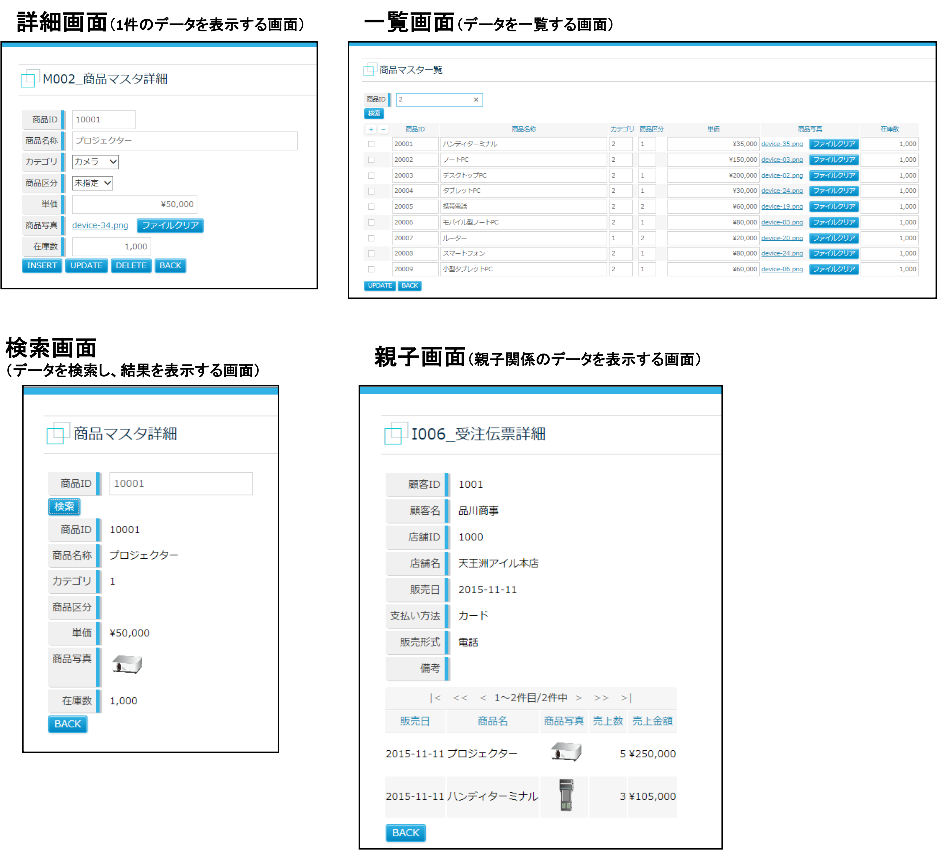 詳細画面(1件のデータを表示する画面)
M002_商品マスタ詳細
商品ID 10001
商品名称 プロジェクター
カテゴリ カメラ
商品区分 未指定
単価 ¥50,000
商品写真 device-34.png ファイルクリア
在庫数 1,000
INSERT UPDATE DELETE BACK
一覧画面(データを一覧する画面)
商品マスタ一覧
商品ID 2 ×
検索
+ − 商品ID 商品名称 カテゴリ 商品区分 単価 商品写真 在庫数
20001 ハンディターミナル 2 1 ¥35,000 device-35.png ファイルクリア 1,000
20002 ノートPC 2 ¥150,000 device-03.png ファイルクリア 1,000
20003 デスクトップPC 2 1 ¥200,000 device-02.png ファイルクリア 1,000
20004 タブレットPC 2 1 ¥30,000 device-24.png ファイルクリア 1,000
20005 携帯電話 2 2 ¥60,000 device-19.png ファイルクリア 1,000
20006 モバイル型ノートPC 2 2 ¥80,000 device-03.png ファイルクリア 1,000
20007 ルーター 1 2 ¥20,000 device-20.png ファイルクリア 1,000
20008 スマートフォン 2 1 ¥80,000 device-24.png ファイルクリア 1,000
20009 小型タブレットPC 2 1 ¥60,000 device-06.png ファイルクリア 1,000
UPDATE BACK
検索画面
(データを検索し、結果を表示する画面)
商品マスタ詳細
商品ID 10001
検索
商品ID 10001
商品名称 プロジェクター
カテゴリ 1
商品区分
単価 ¥50,000
商品写真
在庫数 1,000
BACK
親子画面(親子関係のデータを表示する画面)
I006_受注伝票詳細
顧客ID 1001
顧客名 品川商事
店舗ID 1000
店舗名 天王洲アイル本店
販売日 2015-11-11
支払い方法 カード
販売形式 電話
備考
|< << < 1～2件目/2件中 > >> >|
販売日 商品名 商品写真 売上数 売上金額
2015-11-11 プロジェクター 5 ¥250,000
2015-11-11 ハンディターミナル 3 ¥105,000
BACK